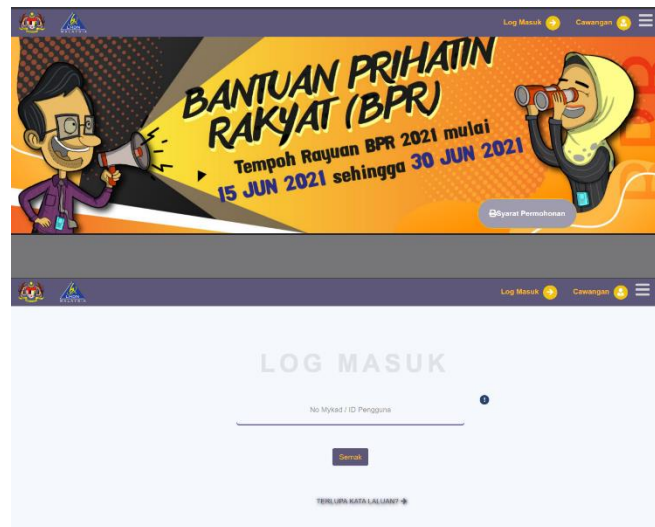 Log Masuk
Cawangan
BANTUAN PRIHATIN
RAKYAT (BPR)
Tempoh Rayuan BPR 2021 mulai
15 JUN 2021 sehingga 30 JUN 2021
Syarat Permohonan
Log Masuk
Cawangan
LOG MASUK
No Mykad / ID Pengguna
Semak
TERLUPA KATA LALUAN?